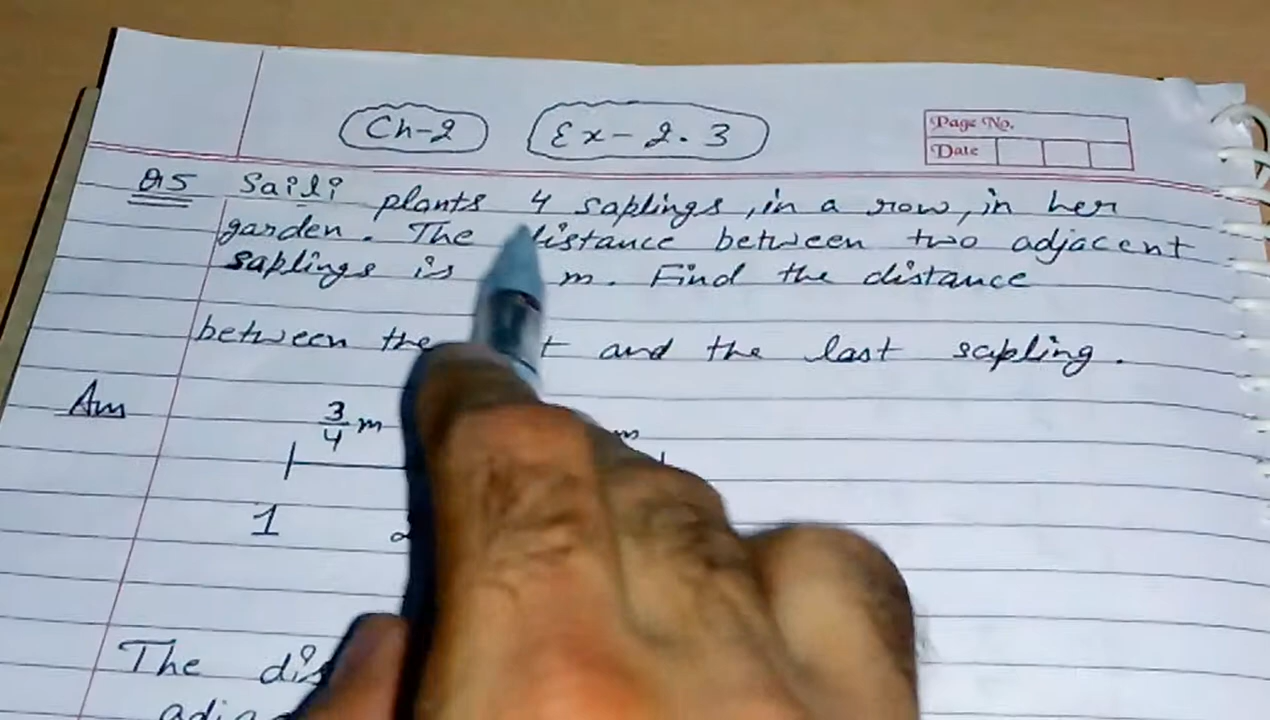 Ch-2 Ex-2.3
Page No.
Date
Q5 Saili plants 4 saplings, in a row, in her
garden. The distance between two adjacent
saplings is m. Find the distance
between the and the last sapling.
Ans
3/4 m m
1
The